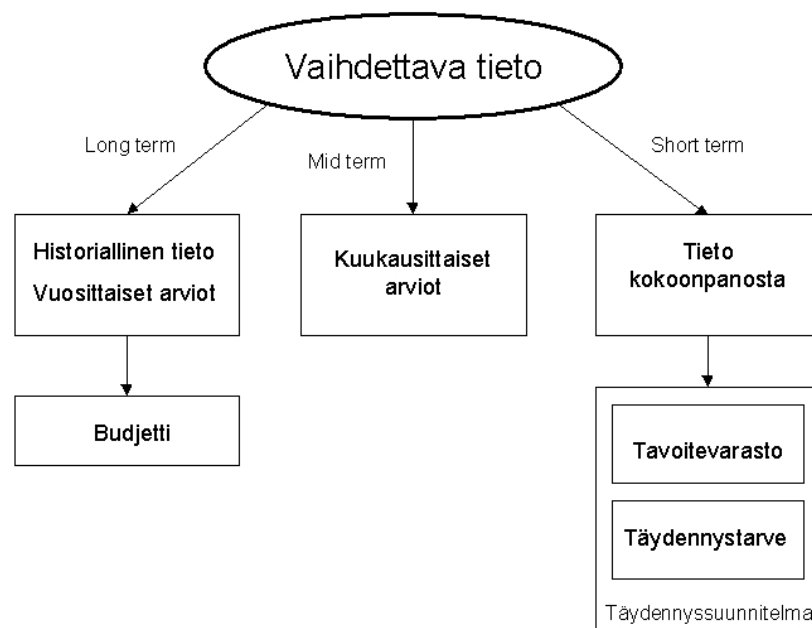 Vaihdettava tieto
Long term
Mid term
Short term
Historiallinen tieto
Vuosittaiset arviot
Kuukausittaiset
arviot
Tieto
kokoonpanosta
Budjetti
Tavoitevarasto
Täydennystarve
Täydennyssuunnitelma